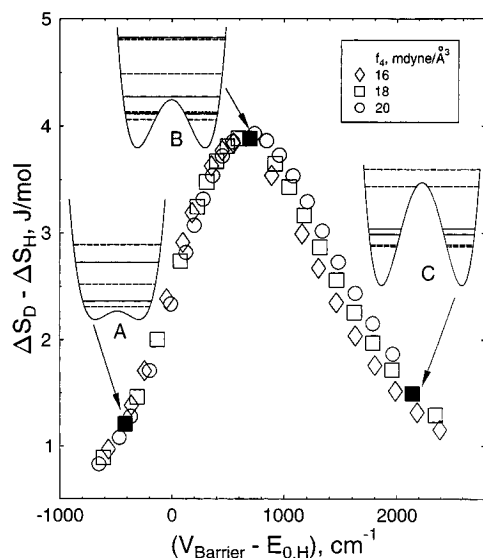 B
f₄, mdyne/Å³
16
18
20
5
4
3
2
1
ΔS_D - ΔS_H, J/mol
A
C
-1000 0 1000 2000
(V_Barrier - E_0,H), cm⁻¹